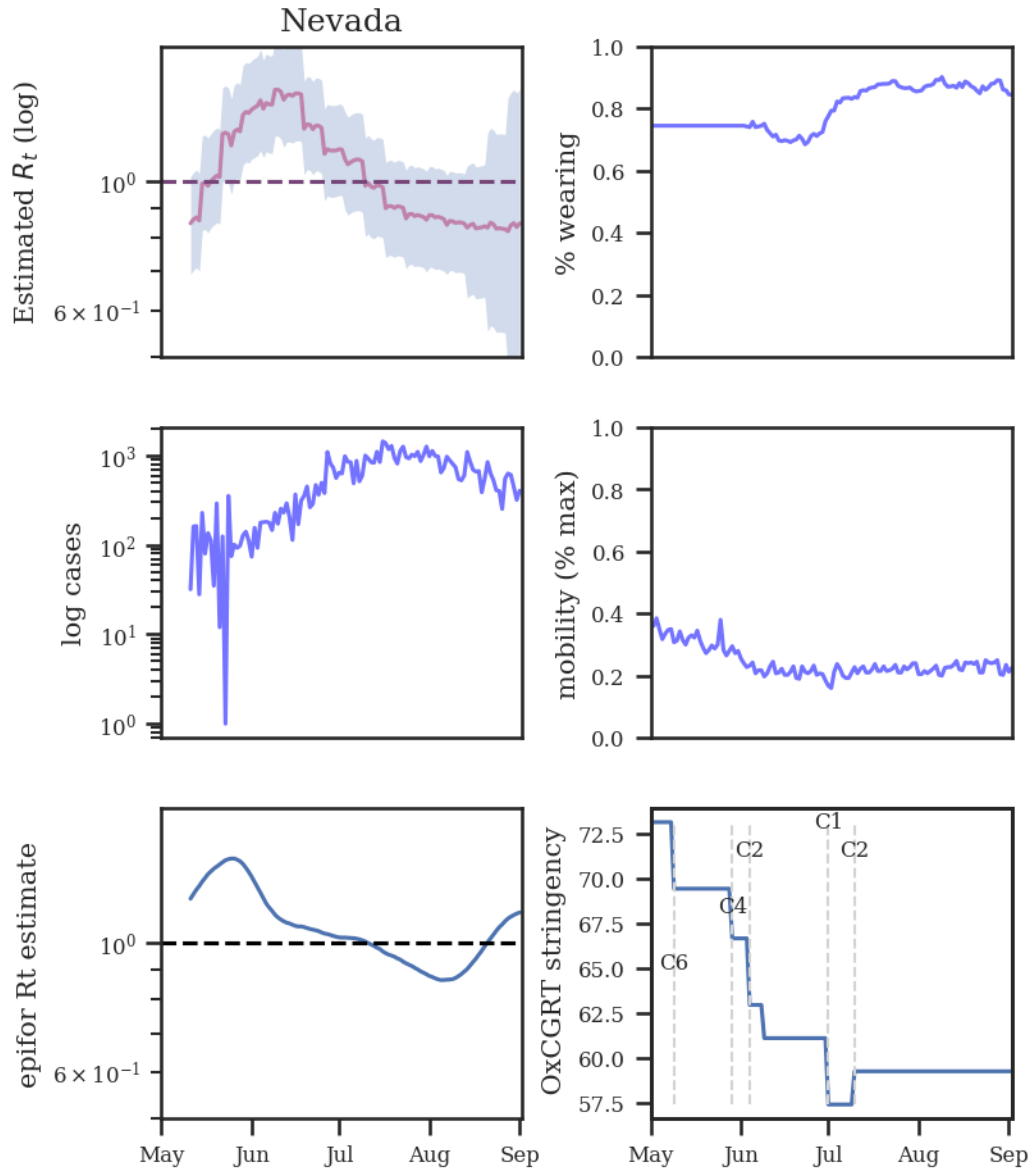 Nevada
Estimated R_t (log)
10^0
6 × 10^−1
% wearing
1.0
0.8
0.6
0.4
0.2
0.0
log cases
10^3
10^2
10^1
10^0
mobility (% max)
1.0
0.8
0.6
0.4
0.2
0.0
epifor Rt estimate
10^0
6 × 10^−1
May Jun Jul Aug Sep
OxCGRT stringency
72.5
70.0
67.5
65.0
62.5
60.0
57.5
C6
C4
C2
C1
C2
May Jun Jul Aug Sep